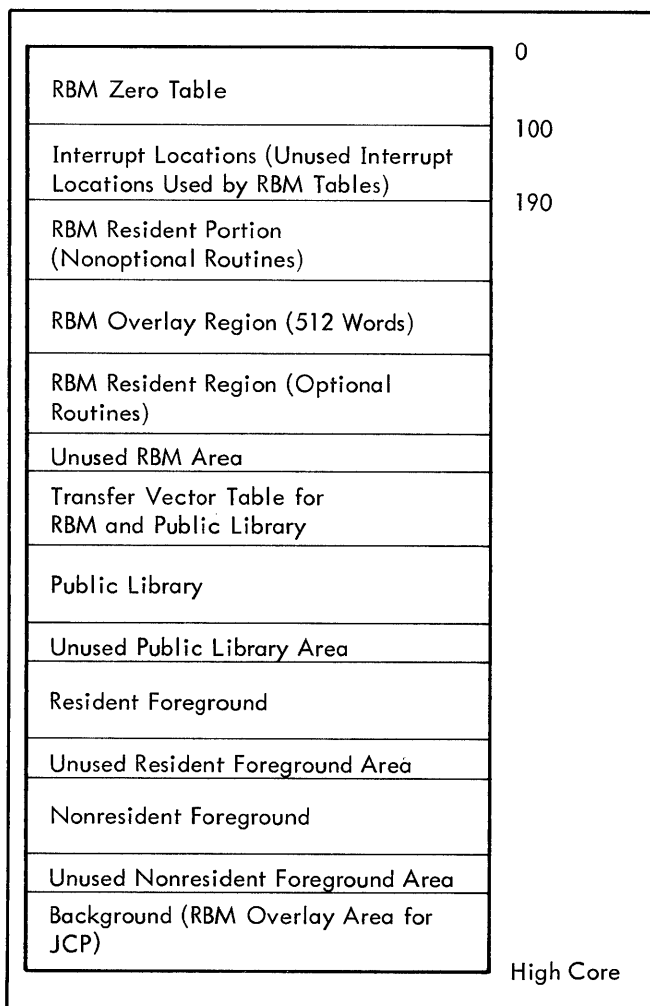 0
RBM Zero Table
100
Interrupt Locations (Unused Interrupt
Locations Used by RBM Tables)
190
RBM Resident Portion
(Nonoptional Routines)
RBM Overlay Region (512 Words)
RBM Resident Region (Optional
Routines)
Unused RBM Area
Transfer Vector Table for
RBM and Public Library
Public Library
Unused Public Library Area
Resident Foreground
Unused Resident Foreground Area
Nonresident Foreground
Unused Nonresident Foreground Area
Background (RBM Overlay Area for
JCP)
High Core